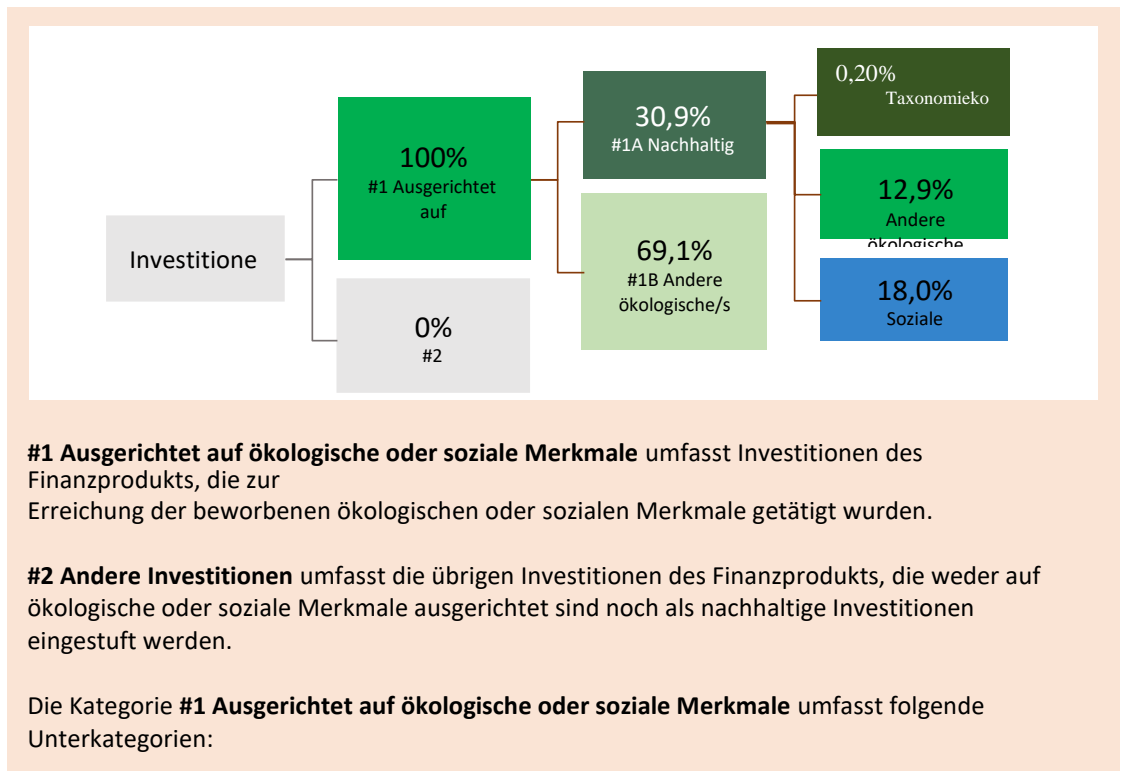 Investitione
100%
#1 Ausgerichtet
auf
0%
#2
30,9%
#1A Nachhaltig
69,1%
#1B Andere
ökologische/s
0,20%
Taxonomieko
12,9%
Andere
ökologische
18,0%
Soziale
#1 Ausgerichtet auf ökologische oder soziale Merkmale umfasst Investitionen des
Finanzprodukts, die zur
Erreichung der beworbenen ökologischen oder sozialen Merkmale getätigt wurden.
#2 Andere Investitionen umfasst die übrigen Investitionen des Finanzprodukts, die weder auf
ökologische oder soziale Merkmale ausgerichtet sind noch als nachhaltige Investitionen
eingestuft werden.
Die Kategorie #1 Ausgerichtet auf ökologische oder soziale Merkmale umfasst folgende
Unterkategorien: